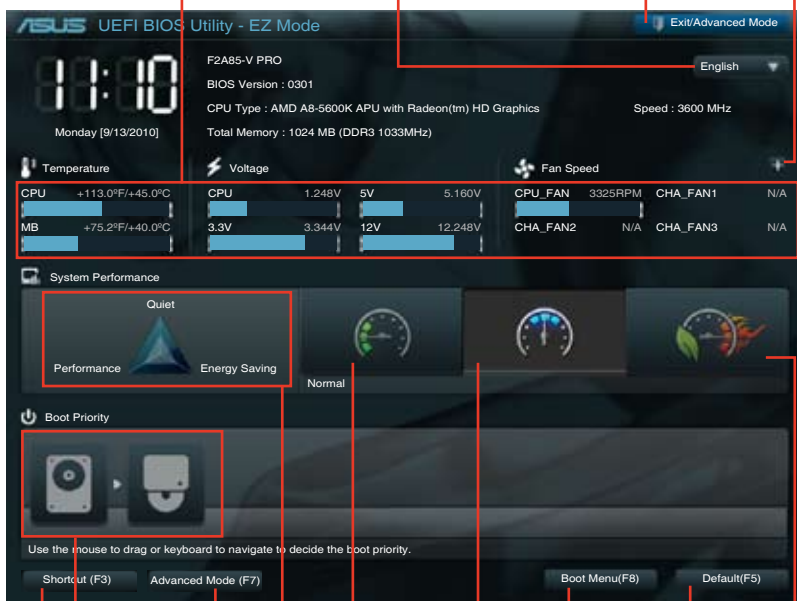 ASUS UEFI BIOS Utility - EZ Mode
Exit/Advanced Mode
11:10
Monday [9/13/2010]
F2A85-V PRO
BIOS Version : 0301
CPU Type : AMD A8-5600K APU with Radeon(tm) HD Graphics
Speed : 3600 MHz
Total Memory : 1024 MB (DDR3 1033MHz)
English
Temperature
Voltage
Fan Speed
CPU +113.0ºF/+45.0ºC
CPU 1.248V
5V 5.160V
CPU_FAN 3325RPM
CHA_FAN1 N/A
MB +75.2ºF/+40.0ºC
3.3V 3.344V
12V 12.248V
CHA_FAN2 N/A
CHA_FAN3 N/A
System Performance
Quiet
Performance
Energy Saving
Normal
Boot Priority
Use the mouse to drag or keyboard to navigate to decide the boot priority.
Shortcut (F3)
Advanced Mode (F7)
Boot Menu(F8)
Default(F5)